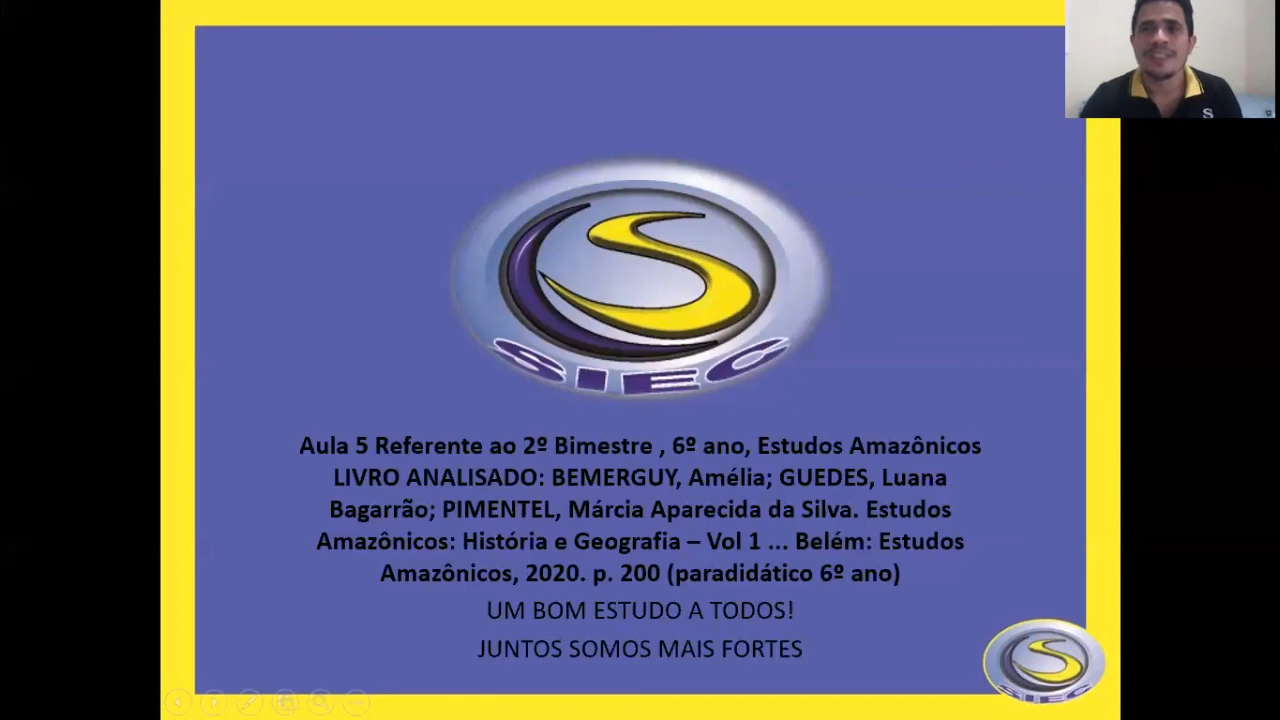 S
SIEC
Aula 5 Referente ao 2º Bimestre , 6º ano, Estudos Amazônicos
LIVRO ANALISADO: BEMERGUY, Amélia; GUEDES, Luana
Bagarrão; PIMENTEL, Márcia Aparecida da Silva. Estudos
Amazônicos: História e Geografia – Vol 1 ... Belém: Estudos
Amazônicos, 2020. p. 200 (paradidático 6º ano)
UM BOM ESTUDO A TODOS!
JUNTOS SOMOS MAIS FORTES
SIEC